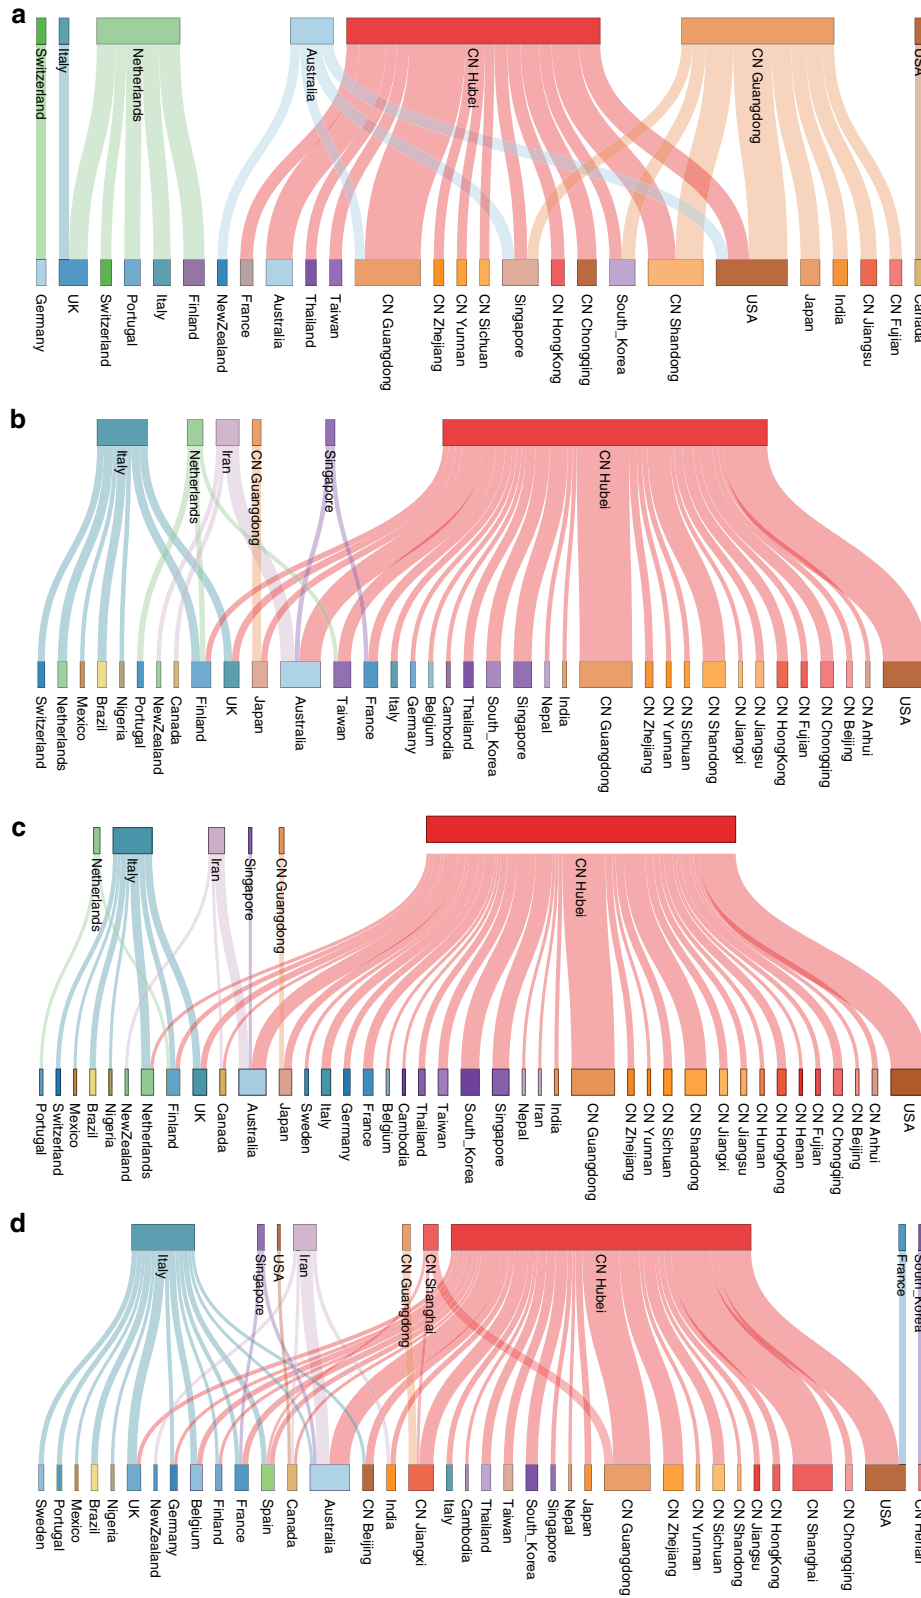 a
Switzerland
Italy
Netherlands
Australia
CN Hubei
CN Guangdong
USA
Germany
UK
Switzerland
Portugal
Italy
Finland
NewZealand
France
Australia
Thailand
Taiwan
CN Guangdong
CN Zhejiang
CN Yunnan
CN Sichuan
Singapore
CN HongKong
CN Chongqing
South_Korea
CN Shandong
USA
Japan
India
CN Jiangsu
CN Fujian
Canada
b
Italy
Netherlands
Iran
CN Guangdong
Singapore
CN Hubei
Switzerland
Netherlands
Mexico
Brazil
Nigeria
Portugal
NewZealand
Canada
Finland
UK
Japan
Australia
Taiwan
France
Italy
Germany
Belgium
Cambodia
Thailand
South_Korea
Singapore
Nepal
India
CN Guangdong
CN Zhejiang
CN Yunnan
CN Sichuan
CN Shandong
CN Jiangxi
CN Jiangsu
CN HongKong
CN Fujian
CN Chongqing
CN Beijing
CN Anhui
USA
c
Netherlands
Italy
Iran
Singapore
CN Guangdong
CN Hubei
Portugal
Switzerland
Mexico
Brazil
Nigeria
NewZealand
Netherlands
Finland
UK
Canada
Australia
Japan
Sweden
Italy
Germany
France
Belgium
Cambodia
Thailand
Taiwan
South_Korea
Singapore
Nepal
Iran
India
CN Guangdong
CN Zhejiang
CN Yunnan
CN Sichuan
CN Shandong
CN Jiangxi
CN Jiangsu
CN Hunan
CN HongKong
CN Henan
CN Fujian
CN Chongqing
CN Beijing
CN Anhui
USA
d
Italy
Singapore
USA
Iran
CN Guangdong
CN Shanghai
CN Hubei
France
South_Korea
Sweden
Portugal
Mexico
Brazil
Nigeria
UK
NewZealand
Germany
Belgium
Finland
France
Spain
Canada
Australia
CN Beijing
India
CN Jiangxi
Italy
Cambodia
Thailand
Taiwan
South_Korea
Singapore
Nepal
Japan
CN Guangdong
CN Zhejiang
CN Yunnan
CN Sichuan
CN Shandong
CN Jiangsu
CN HongKong
CN Shanghai
CN Chongqing
USA
CN Henan